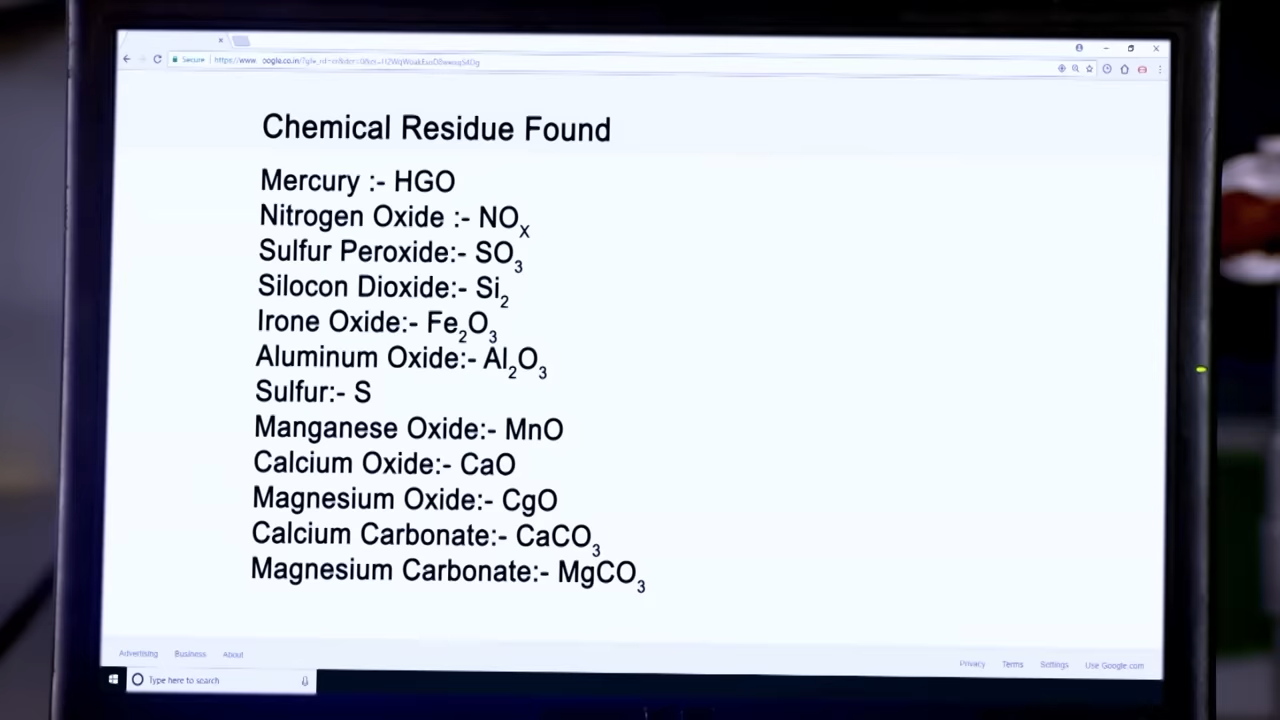 Secure
Chemical Residue Found
Mercury :- HGO
Nitrogen Oxide :- NOₓ
Sulfur Peroxide:- SO₃
Silocon Dioxide:- Si₂
Irone Oxide:- Fe₂O₃
Aluminum Oxide:- Al₂O₃
Sulfur:- S
Manganese Oxide:- MnO
Calcium Oxide:- CaO
Magnesium Oxide:- CgO
Calcium Carbonate:- CaCO₃
Magnesium Carbonate:- MgCO₃
Advertising Business About Privacy Terms Settings Use Google.com
Type here to search